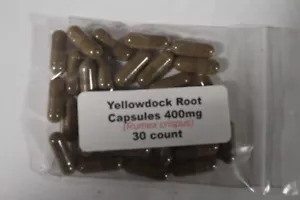 Yellowdock Root
Capsules 400mg
(Rumex crispus)
30 count